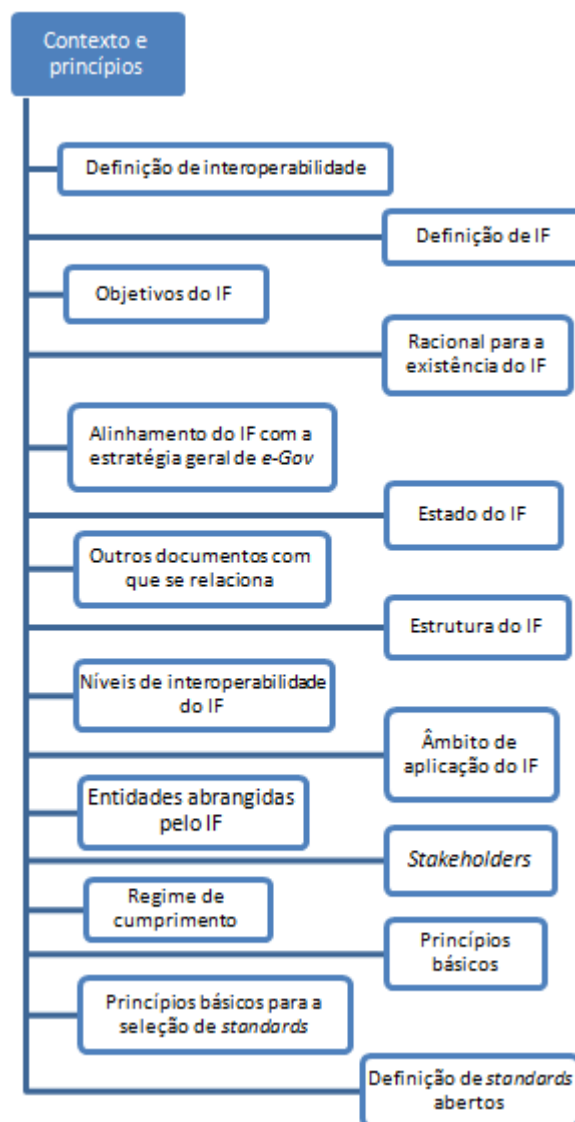 Contexto e
princípios
Definição de interoperabilidade
Definição de IF
Objetivos do IF
Racional para a
existência do IF
Alinhamento do IF com a
estratégia geral de e-Gov
Estado do IF
Outros documentos com
que se relaciona
Estrutura do IF
Níveis de interoperabilidade
do IF
Âmbito de
aplicação do IF
Entidades abrangidas
pelo IF
Stakeholders
Regime de
cumprimento
Princípios
básicos
Princípios básicos para a
seleção de standards
Definição de standards
abertos